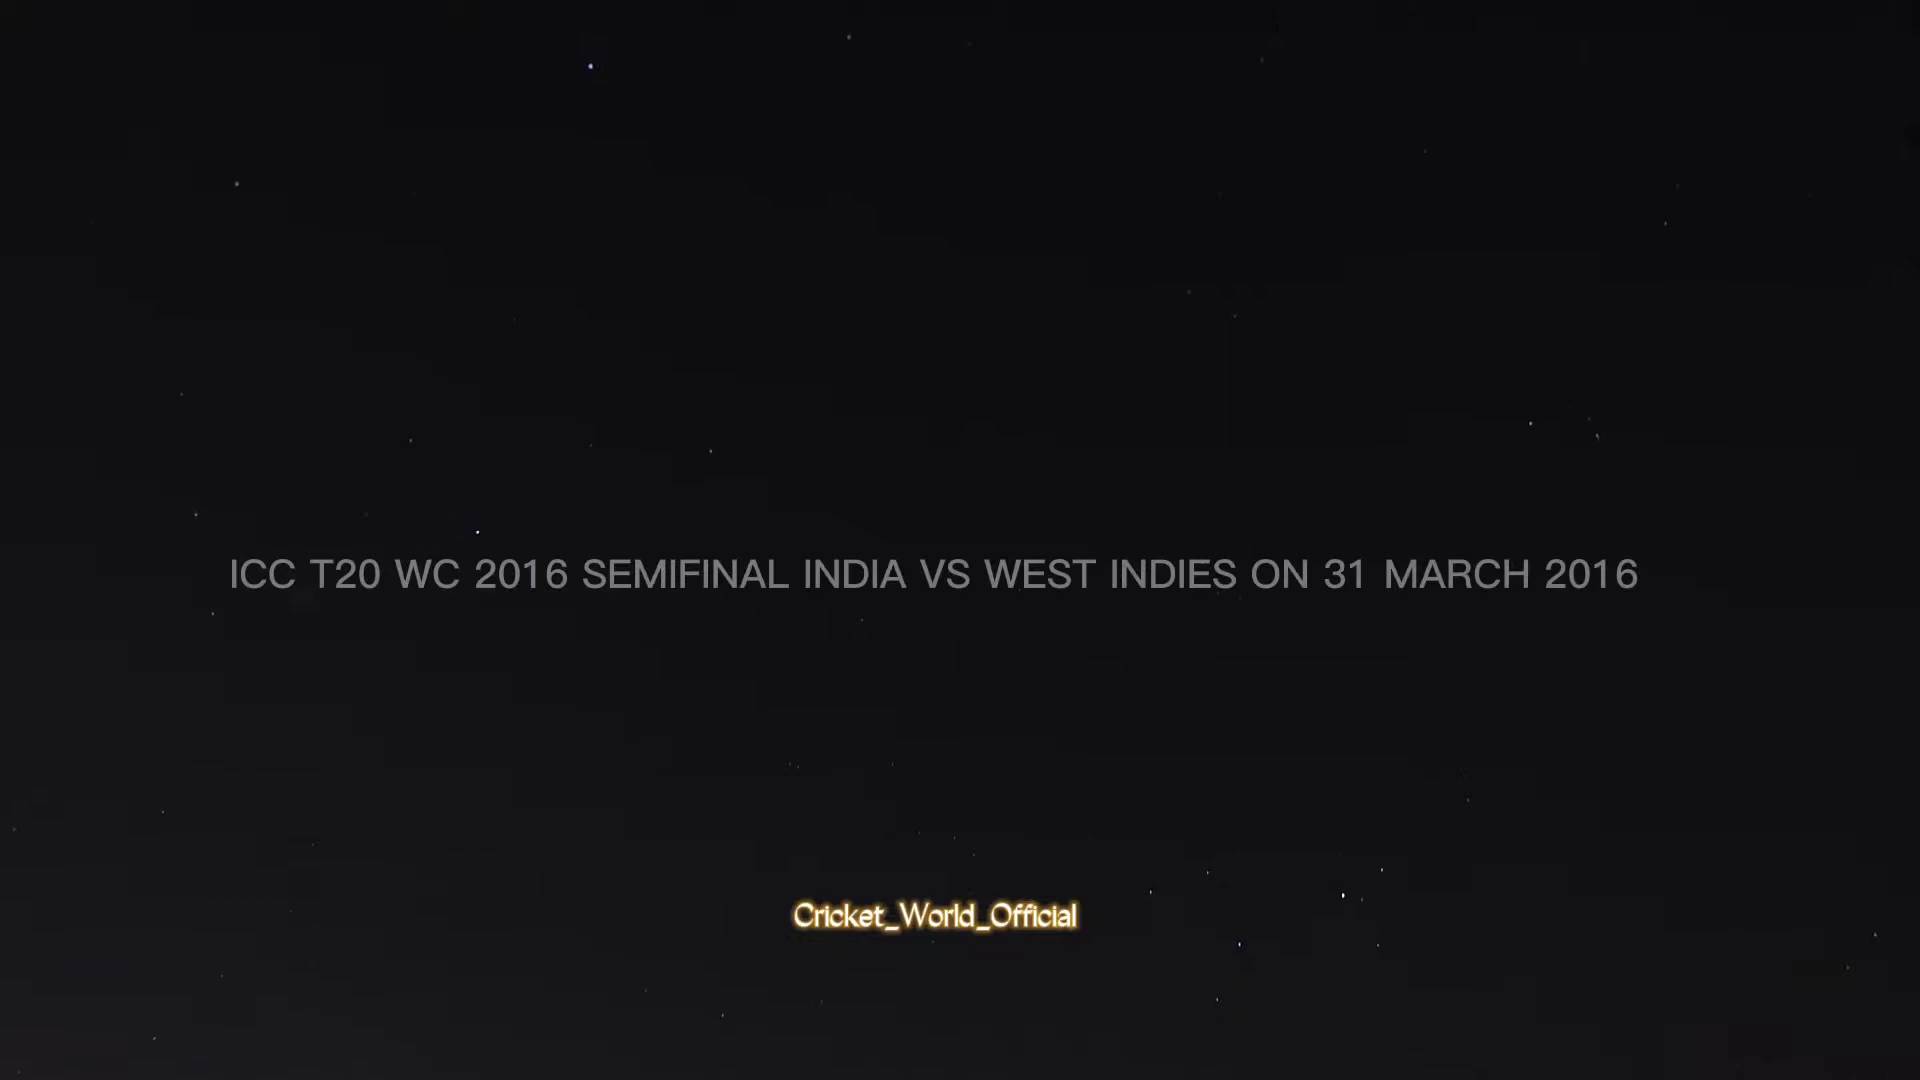 ICC T20 WC 2016 SEMIFINAL INDIA VS WEST INDIES ON 31 MARCH 2016
Cricket_World_Official